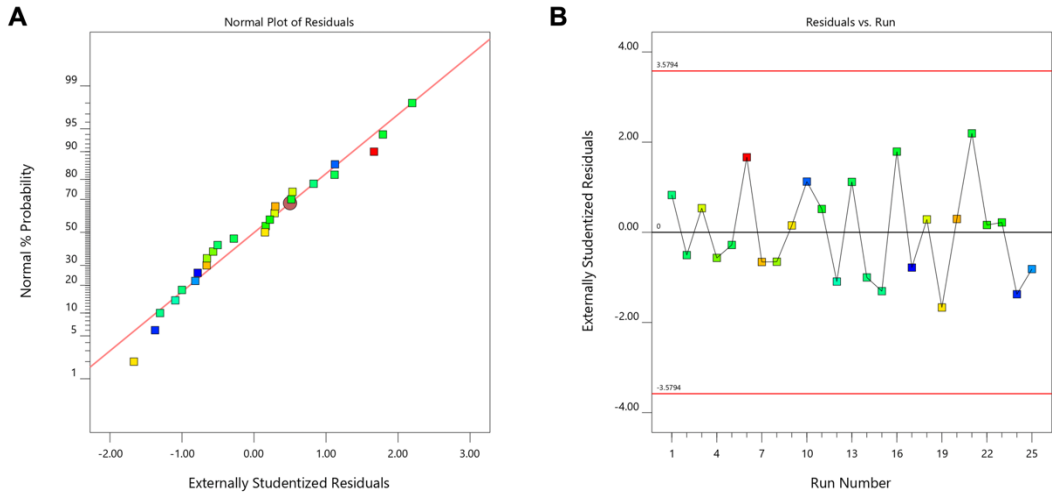 A
Normal Plot of Residuals
Normal % Probability
99
95
90
80
70
50
30
20
10
5
1
-2.00 -1.00 0.00 1.00 2.00 3.00
Externally Studentized Residuals
B
Residuals vs. Run
Externally Studentized Residuals
4.00
3.5794
2.00
0.00
0
-2.00
-3.5794
-4.00
1 4 7 10 13 16 19 22 25
Run Number